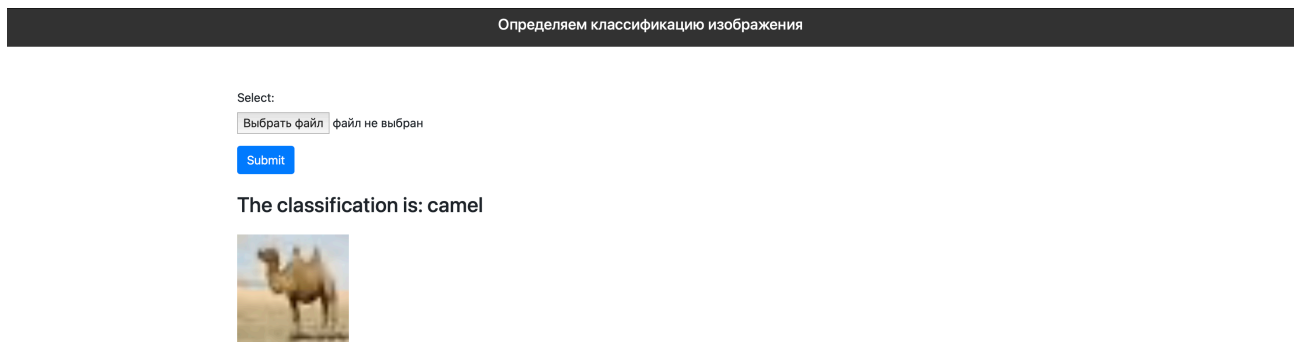 Определяем классификацию изображения
Select:
Выбрать файл файл не выбран
Submit
The classification is: camel